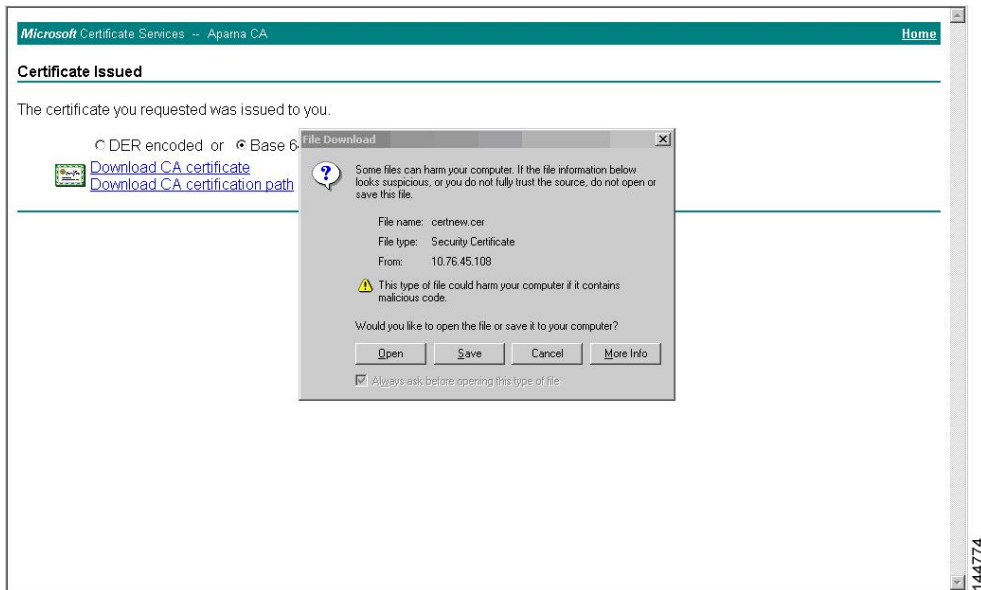 Microsoft Certificate Services -- Aparna CA Home
Certificate Issued
The certificate you requested was issued to you.
DER encoded or Base 6
Download CA certificate
Download CA certification path
File Download
Some files can harm your computer. If the file information below
looks suspicious, or you do not fully trust the source, do not open or
save this file.
File name: certnew.cer
File type: Security Certificate
From: 10.76.45.108
This type of file could harm your computer if it contains
malicious code.
Would you like to open the file or save it to your computer?
Open Save Cancel More Info
Always ask before opening this type of file
144774